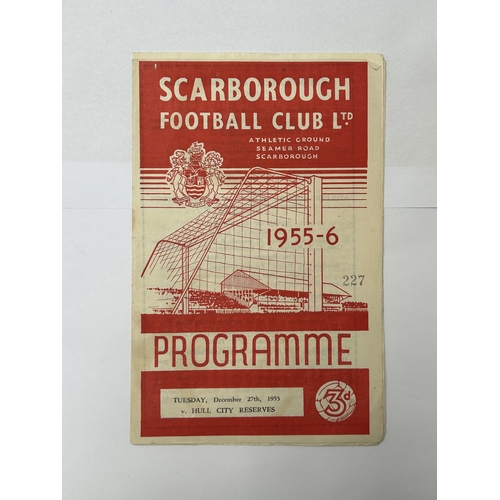 SCARBOROUGH
FOOTBALL CLUB LTD.
ATHLETIC GROUND
SEAMER ROAD
SCARBOROUGH
1955-6
227
PROGRAMME
TUESDAY, December 27th, 1955
v. HULL CITY RESERVES
3d